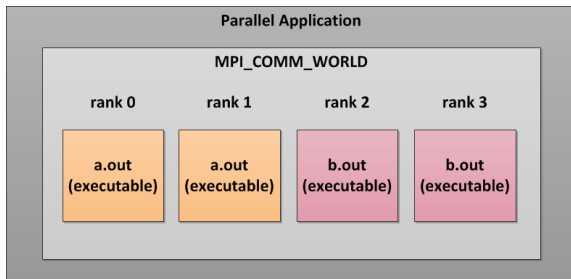 Parallel Application
MPI_COMM_WORLD
rank 0 rank 1 rank 2 rank 3
a.out a.out b.out b.out
(executable) (executable) (executable) (executable)